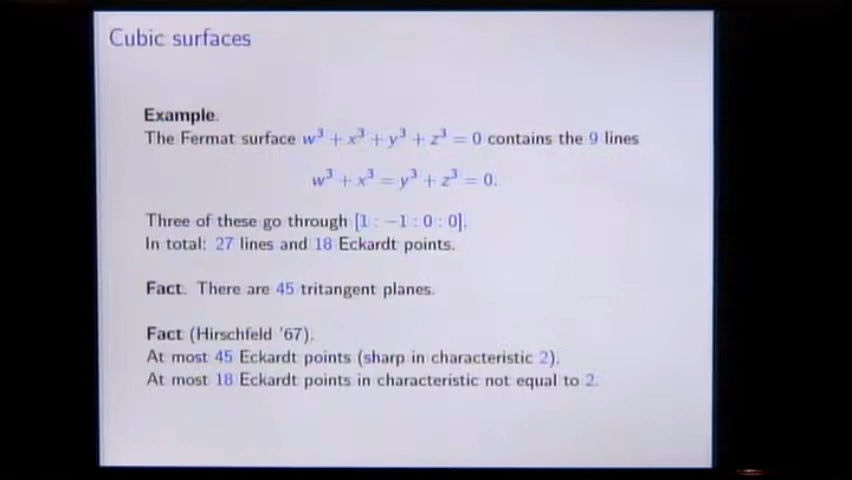 Cubic surfaces
Example.
The Fermat surface w³ + x³ + y³ + z³ = 0 contains the 9 lines
w³ + x³ = y³ + z³ = 0.
Three of these go through [1 : −1 : 0 : 0].
In total: 27 lines and 18 Eckardt points.
Fact. There are 45 tritangent planes.
Fact (Hirschfeld '67).
At most 45 Eckardt points (sharp in characteristic 2).
At most 18 Eckardt points in characteristic not equal to 2.